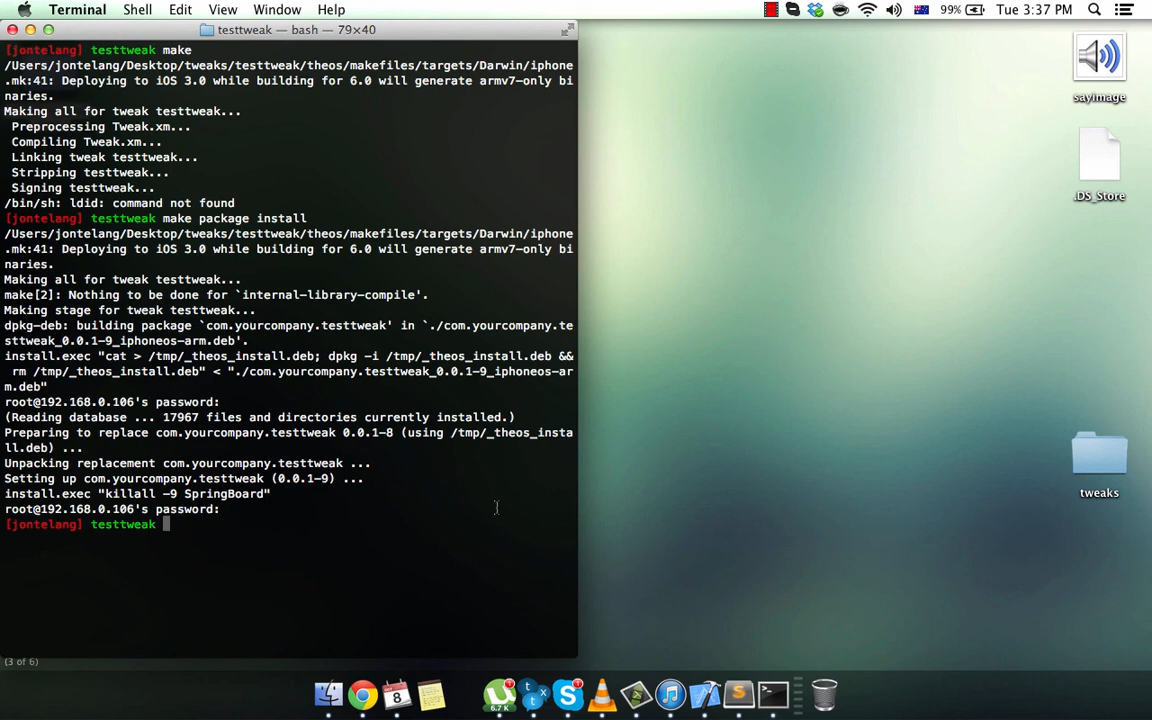 Terminal Shell Edit View Window Help 99% Tue 3:37 PM
testtweak — bash — 79×40
[jontelang] testtweak make
/Users/jontelang/Desktop/tweaks/testtweak/theos/makefiles/targets/Darwin/iphone
.mk:41: Deploying to iOS 3.0 while building for 6.0 will generate armv7-only bi
naries.
Making all for tweak testtweak...
Preprocessing Tweak.xm...
Compiling Tweak.xm...
Linking tweak testtweak...
Stripping testtweak...
Signing testtweak...
/bin/sh: ldid: command not found
[jontelang] testtweak make package install
/Users/jontelang/Desktop/tweaks/testtweak/theos/makefiles/targets/Darwin/iphone
.mk:41: Deploying to iOS 3.0 while building for 6.0 will generate armv7-only bi
naries.
Making all for tweak testtweak...
make[2]: Nothing to be done for `internal-library-compile'.
Making stage for tweak testtweak...
dpkg-deb: building package `com.yourcompany.testtweak' in `./com.yourcompany.te
sttweak_0.0.1-9_iphoneos-arm.deb'.
install.exec "cat > /tmp/_theos_install.deb; dpkg -i /tmp/_theos_install.deb &&
rm /tmp/_theos_install.deb" < "./com.yourcompany.testtweak_0.0.1-9_iphoneos-ar
m.deb"
root@192.168.0.106's password:
(Reading database ... 17967 files and directories currently installed.)
Preparing to replace com.yourcompany.testtweak 0.0.1-8 (using /tmp/_theos_insta
ll.deb) ...
Unpacking replacement com.yourcompany.testtweak ...
Setting up com.yourcompany.testtweak (0.0.1-9) ...
install.exec "killall -9 SpringBoard"
root@192.168.0.106's password:
[jontelang] testtweak
(3 of 6)
sayimage
.DS_Store
tweaks
OCT
8
6.7 K
1
t t x
1
S
S